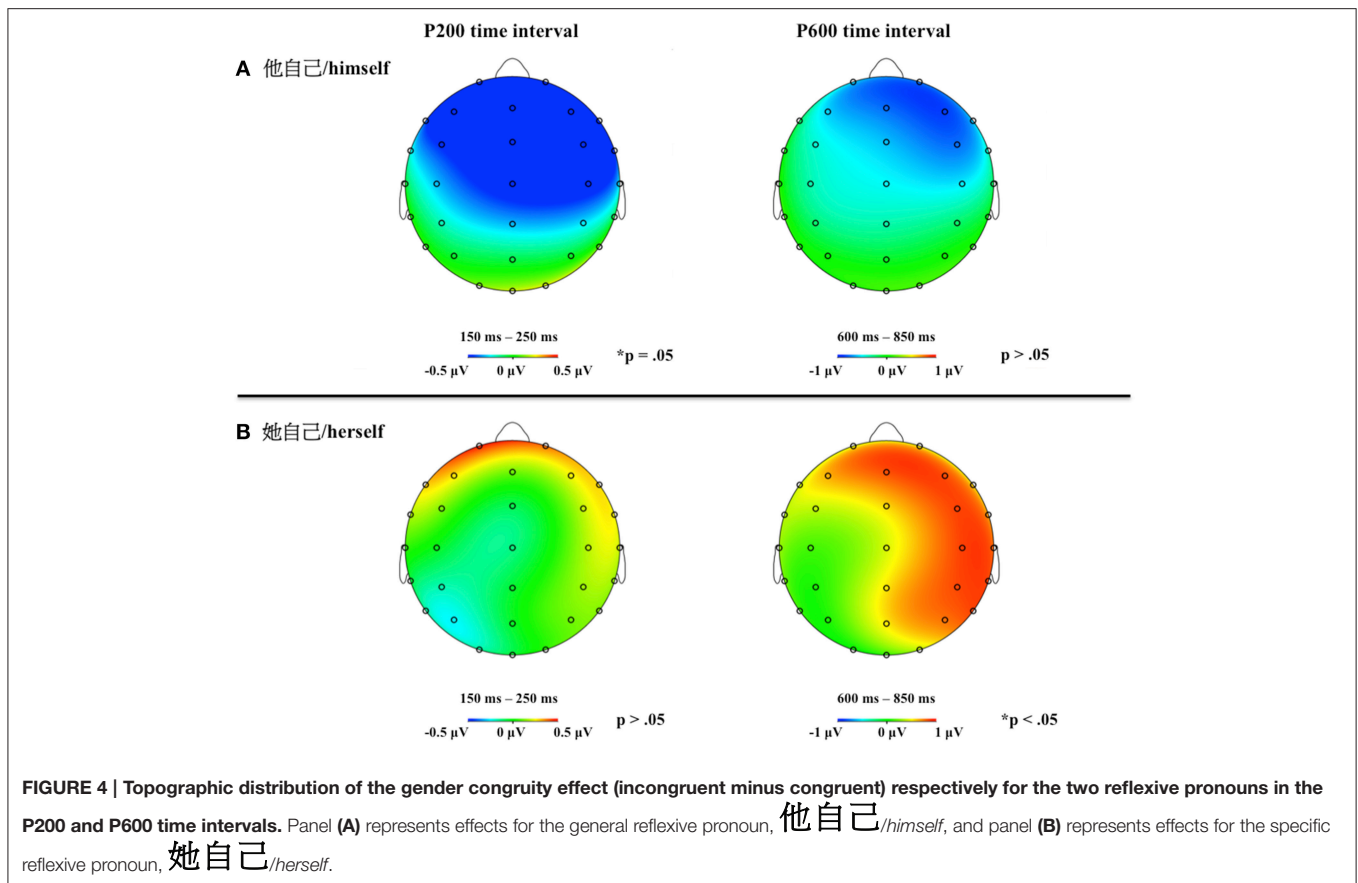 P200 time interval
P600 time interval
A 他自己/himself
150 ms – 250 ms
-0.5 µV 0 µV 0.5 µV
*p = .05
600 ms – 850 ms
-1 µV 0 µV 1 µV
p > .05
B 她自己/herself
150 ms – 250 ms
-0.5 µV 0 µV 0.5 µV
p > .05
600 ms – 850 ms
-1 µV 0 µV 1 µV
*p < .05
FIGURE 4 | Topographic distribution of the gender congruity effect (incongruent minus congruent) respectively for the two reflexive pronouns in the
P200 and P600 time intervals. Panel (A) represents effects for the general reflexive pronoun, 他自己/himself, and panel (B) represents effects for the specific
reflexive pronoun, 她自己/herself.